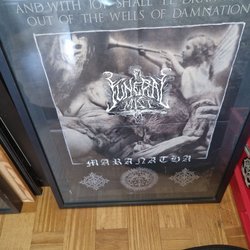 AND WITH JOY SHALL YE DRAW
OUT OF THE WELLS OF DAMNATION
FUNERAL
MIST
MARANATHA